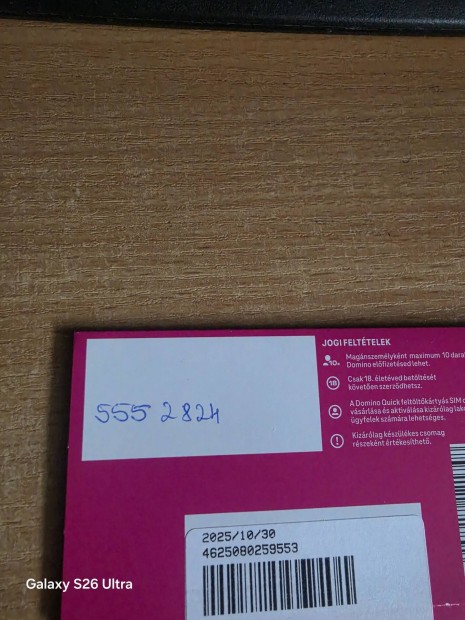 JOGI FELTÉTELEK
Magánszemélyként maximum 10
Domino előfizetésed lehet.
Csak 18. életéved betöltését
követően szerződhetsz.
A Domino Quick feltöltőkártyás SIM
vásárlása és aktiválása kizárólag
ügyfelek számára lehetséges.
Kizárólag készülékes csomag
részeként értékesíthető.
555 2824
2025/10/30
4625080259553
Galaxy S26 Ultra